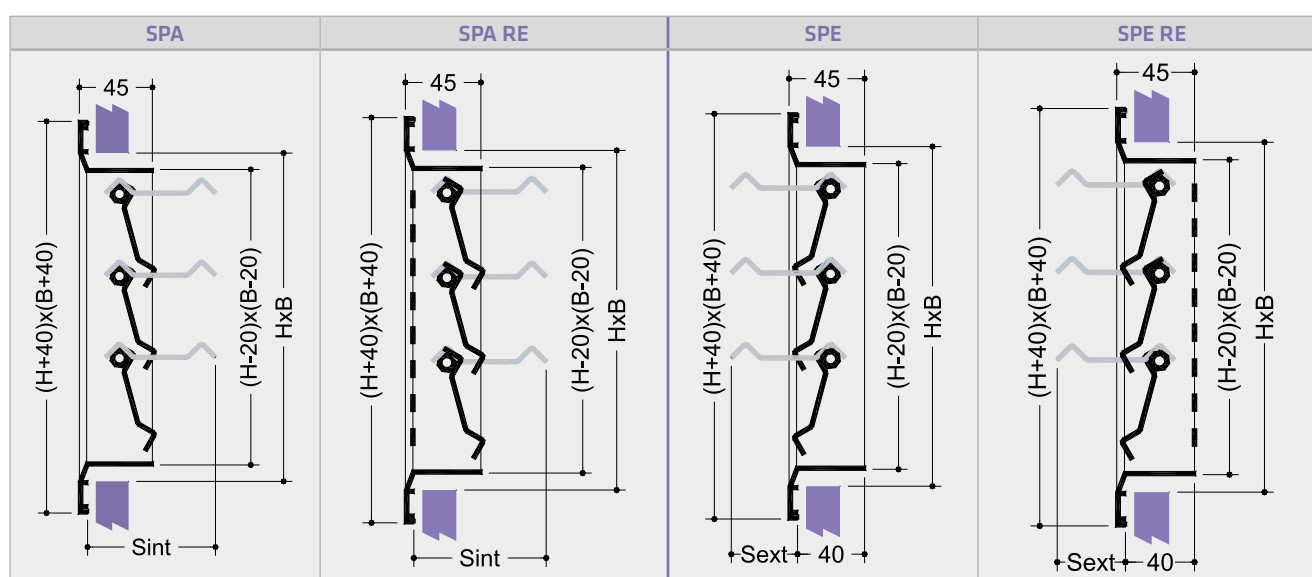 SPA
SPA RE
SPE
SPE RE
45
(H+40)x(B+40)
(H-20)x(B-20)
HxB
Sint
45
(H+40)x(B+40)
(H-20)x(B-20)
HxB
Sint
45
(H+40)x(B+40)
(H-20)x(B-20)
HxB
Sext
40
45
(H+40)x(B+40)
(H-20)x(B-20)
HxB
Sext
40